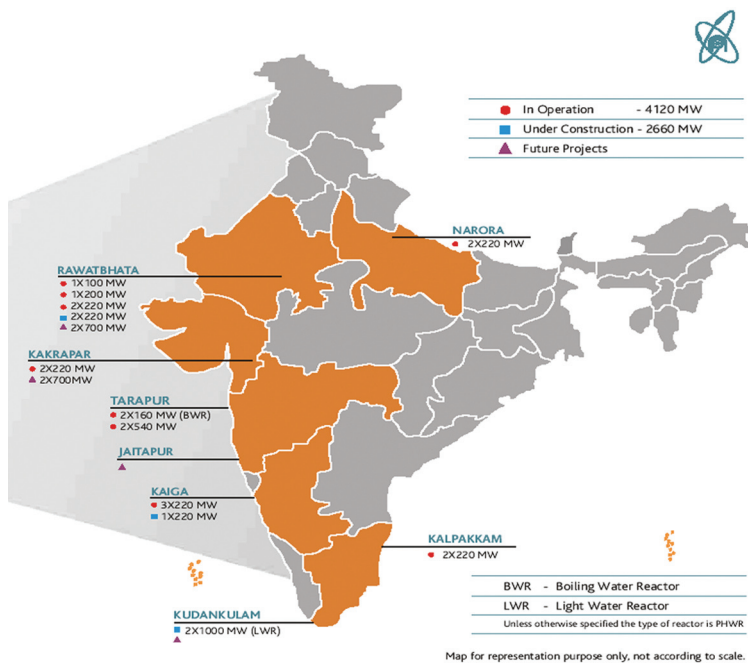 In Operation - 4120 MW
Under Construction - 2660 MW
Future Projects
NARORA
2X220 MW
RAWATBHATA
1X100 MW
1X200 MW
2X220 MW
2X220 MW
2X700 MW
KAKRAPAR
2X220 MW
2X700MW
TARAPUR
2X160 MW (BWR)
2X540 MW
JAITAPUR
KAIGA
3X220 MW
1X220 MW
KALPAKKAM
2X220 MW
KUDANKULAM
2X1000 MW (LWR)
BWR - Boiling Water Reactor
LWR - Light Water Reactor
Unless otherwise specified the type of reactor is PHWR
Map for representation purpose only, not according to scale.